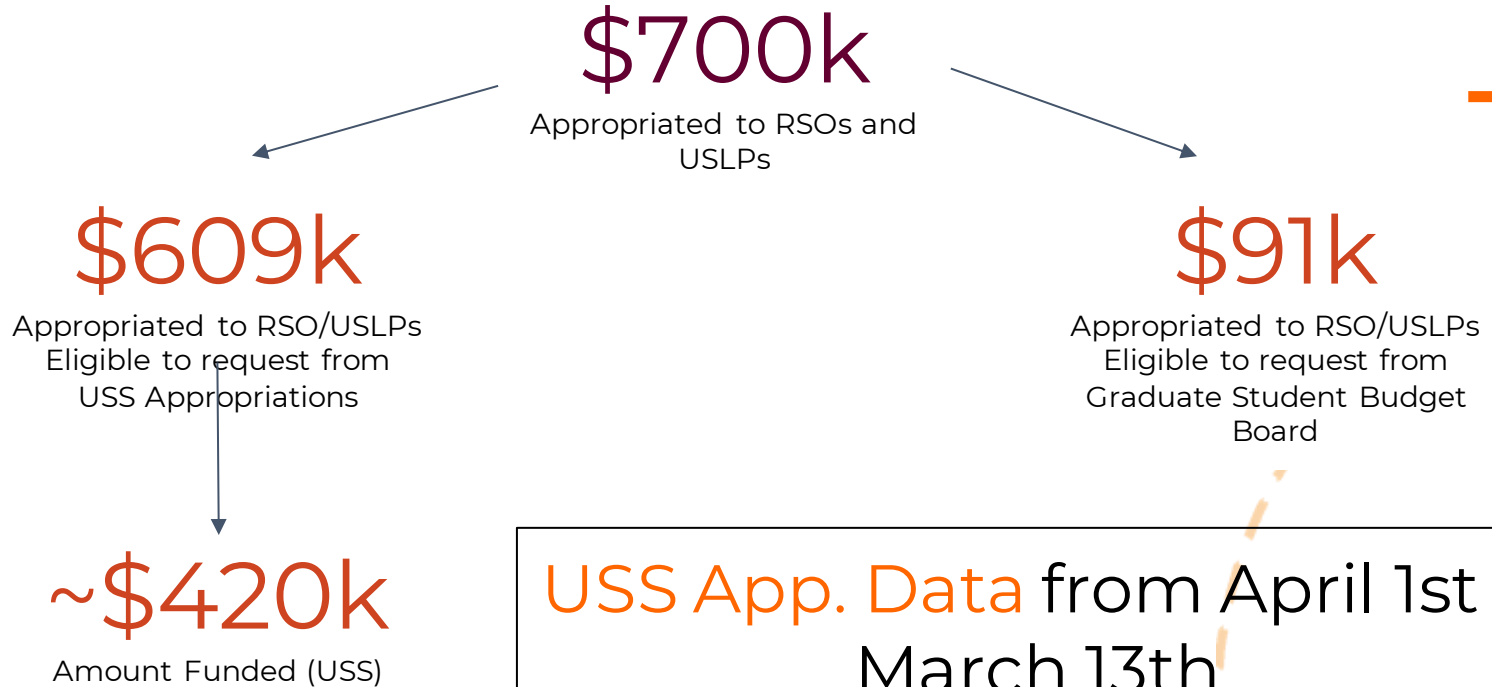 $700k
Appropriated to RSOs and
USLPs
$609k
Appropriated to RSO/USLPs
Eligible to request from
USS Appropriations
$91k
Appropriated to RSO/USLPs
Eligible to request from
Graduate Student Budget
Board
~$420k
Amount Funded (USS)
USS App. Data from April 1st
March 13th